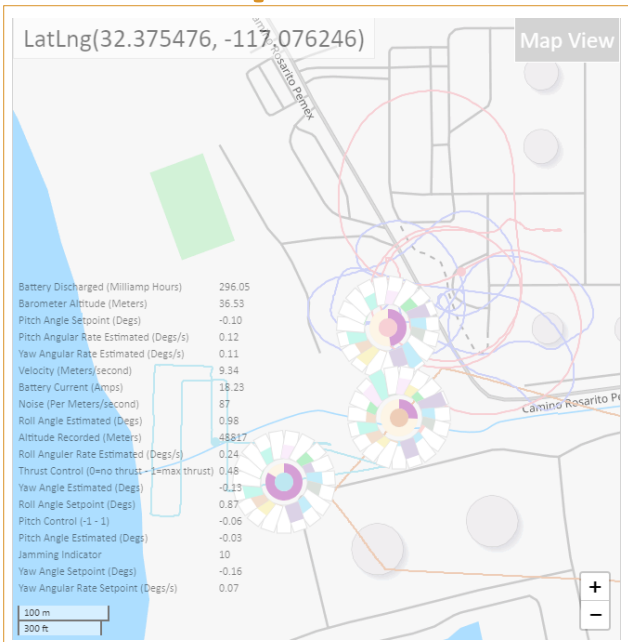 LatLng(32.375476, -117.076246)
Map View
Camino Rosarito Pemex
Battery Discharged (Milliamp Hours) 296.05
Barometer Altitude (Meters) 36.53
Pitch Angle Setpoint (Degs) -0.10
Pitch Angular Rate Estimated (Degs/s) 0.12
Yaw Angular Rate Estimated (Degs/s) 0.11
Velocity (Meters/second) 9.34
Battery Current (Amps) 18.23
Noise (Per Meters/second) 87
Camino Rosarito Pe
Roll Angle Estimated (Degs) 0.98
Altitude Recorded (Meters) 48817
Roll Anguler Rate Estimated (Degs/s) 0.24
Thrust Control (0=no thrust - 1=max thrust) 0.48
Yaw Angle Estimated (Degs) -0.13
Roll Angle Setpoint (Degs) 0.87
Pitch Control (-1 - 1) -0.06
Pitch Angle Estimated (Degs) -0.03
Jamming Indicator 10
Yaw Angle Setpoint (Degs) -0.16
Yaw Angular Rate Setpoint (Degs/s) 0.07
+
−
100 m
300 ft